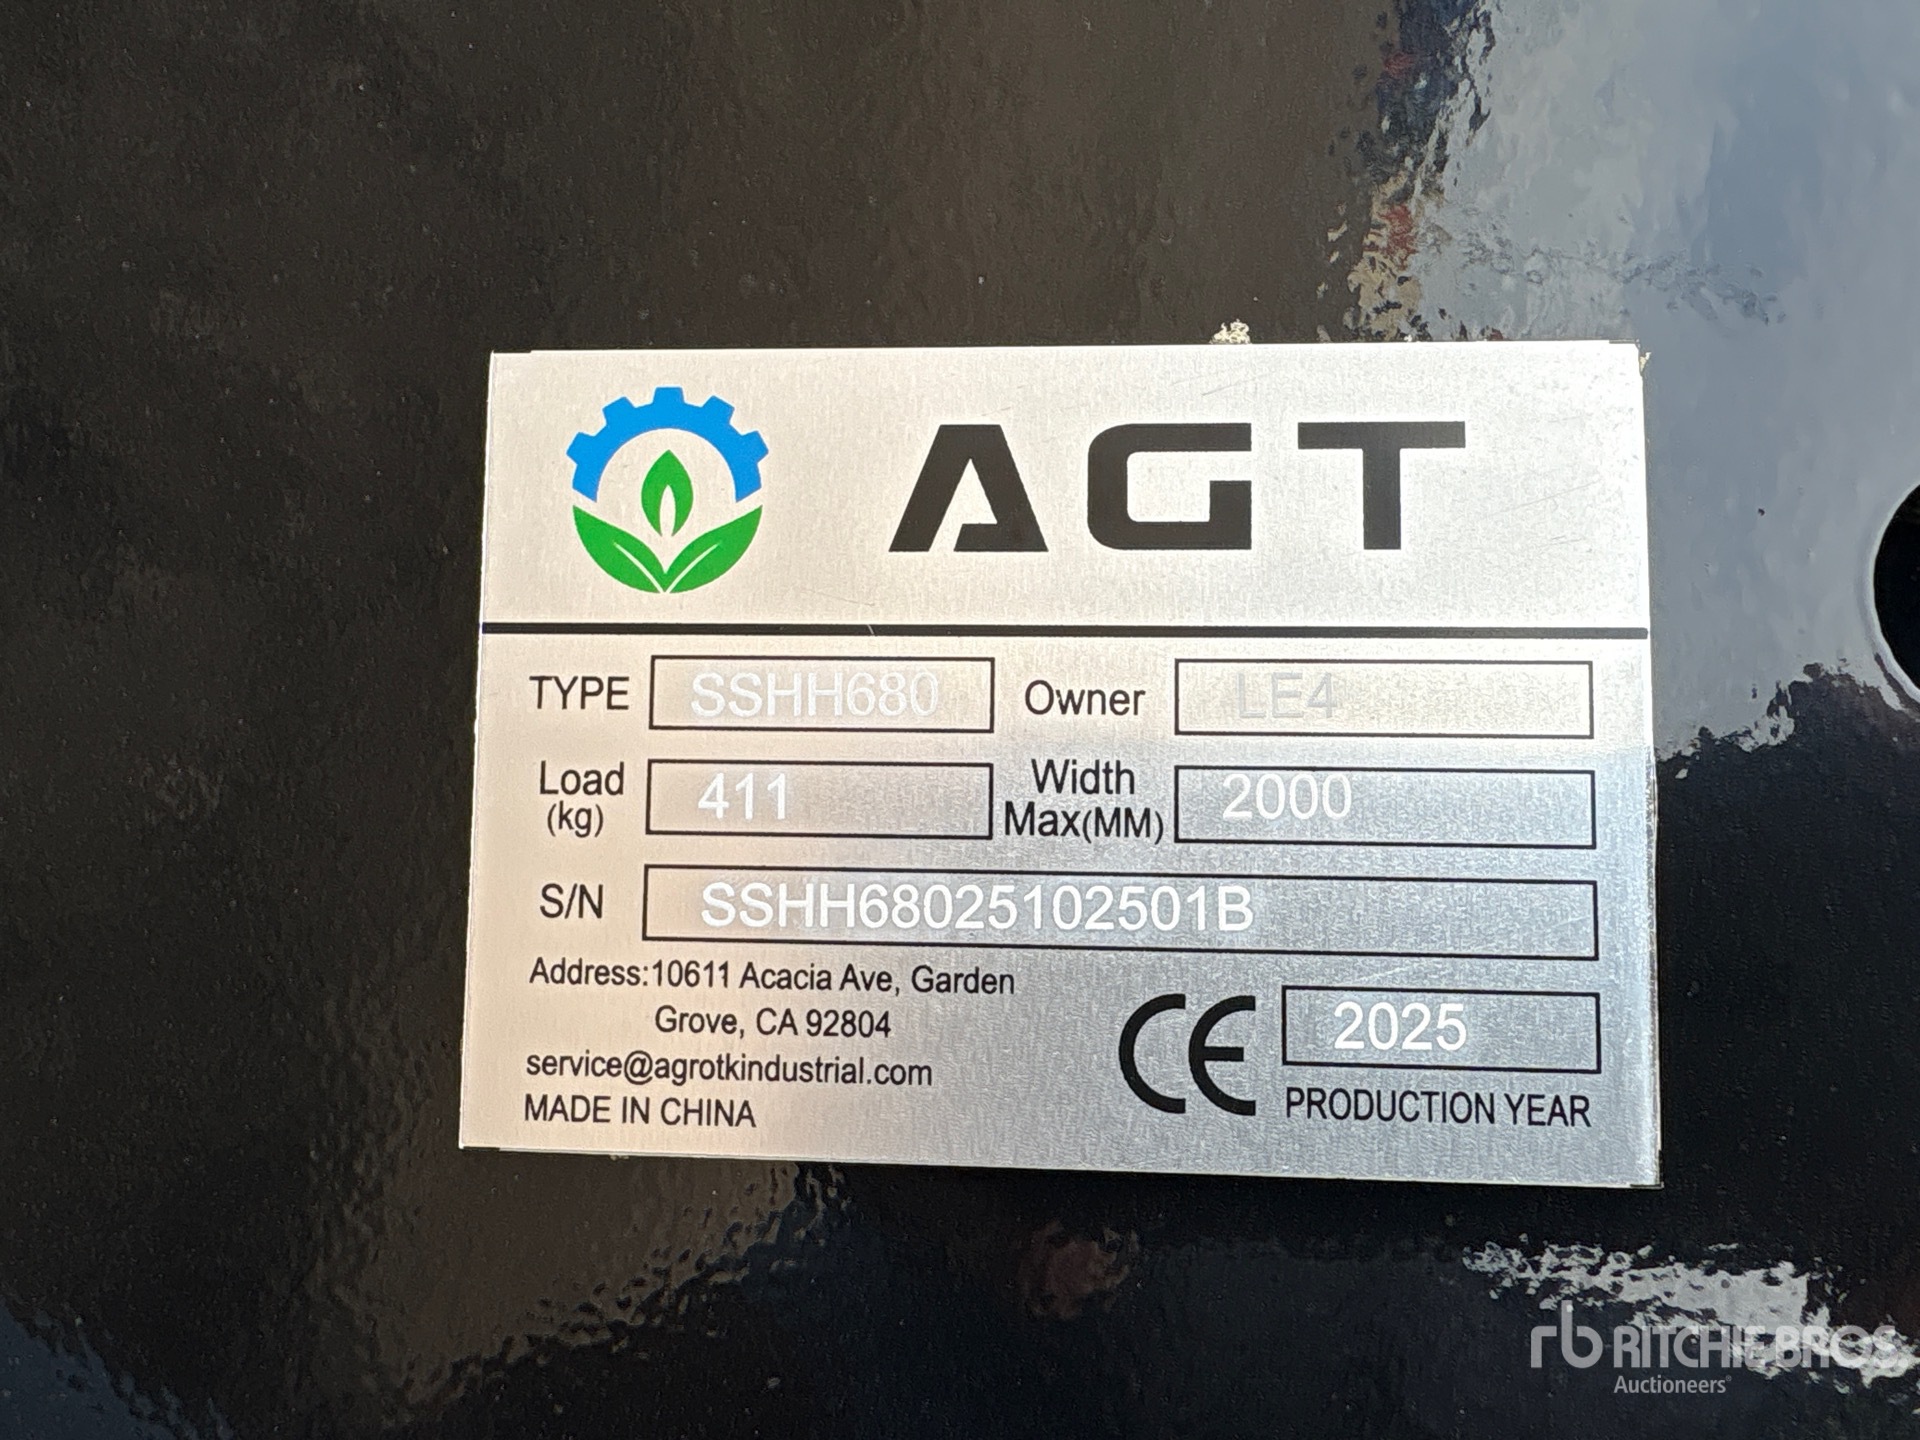 AGT
TYPE SSHH680 Owner LE4
Load (kg) 411 Width Max(MM) 2000
S/N SSHH68025102501B
Address:10611 Acacia Ave, Garden
Grove, CA 92804
service@agrotkindustrial.com
MADE IN CHINA
CE 2025
PRODUCTION YEAR
rb RITCHIE BROS
Auctioneers